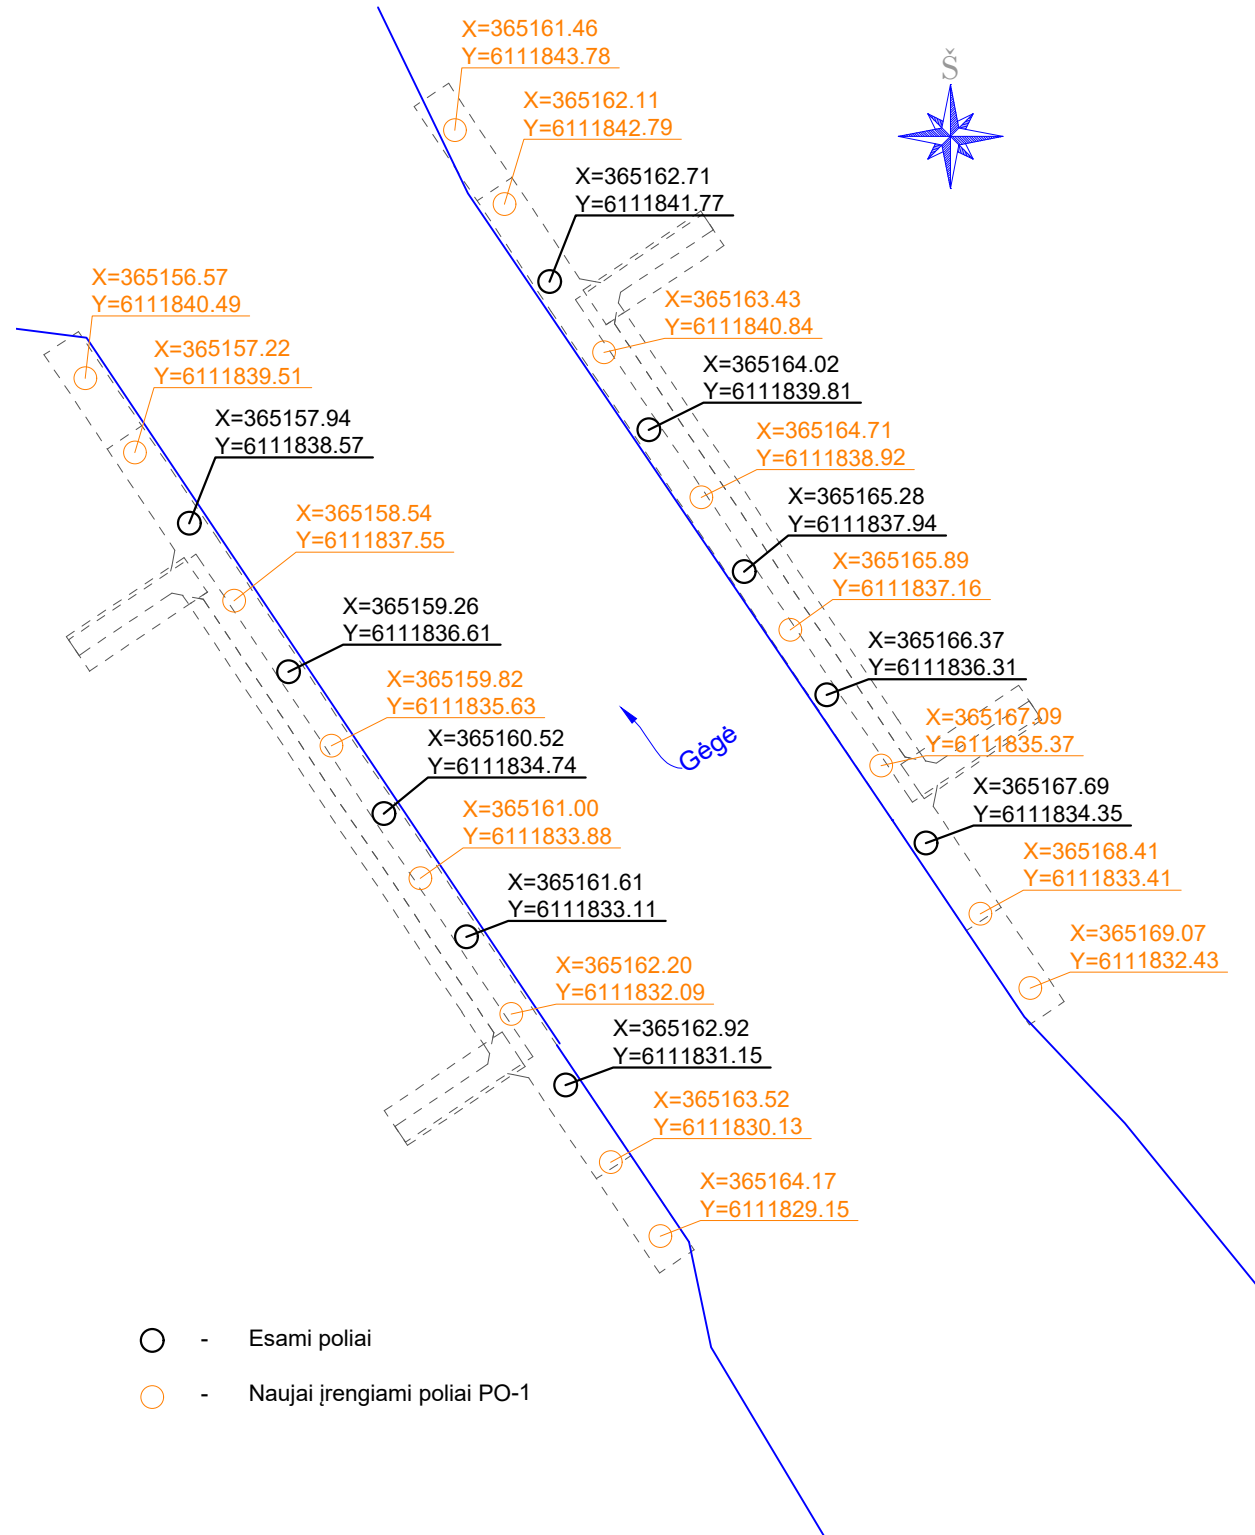 X=365161.46
Y=6111843.78
Š
X=365162.11
Y=6111842.79
X=365162.71
Y=6111841.77
X=365156.57
Y=6111840.49
X=365163.43
Y=6111840.84
X=365157.22
Y=6111839.51
X=365164.02
Y=6111839.81
X=365157.94
Y=6111838.57
X=365164.71
Y=6111838.92
X=365165.28
Y=6111837.94
X=365158.54
Y=6111837.55
X=365165.89
Y=6111837.16
X=365159.26
Y=6111836.61
X=365166.37
Y=6111836.31
X=365159.82
Y=6111835.63
X=365167.09
Y=6111835.37
Gėgė
X=365160.52
Y=6111834.74
X=365167.69
Y=6111834.35
X=365161.00
Y=6111833.88
X=365168.41
Y=6111833.41
X=365161.61
Y=6111833.11
X=365169.07
Y=6111832.43
X=365162.20
Y=6111832.09
X=365162.92
Y=6111831.15
X=365163.52
Y=6111830.13
X=365164.17
Y=6111829.15
- Esami poliai
- Naujai įrengiami poliai PO-1